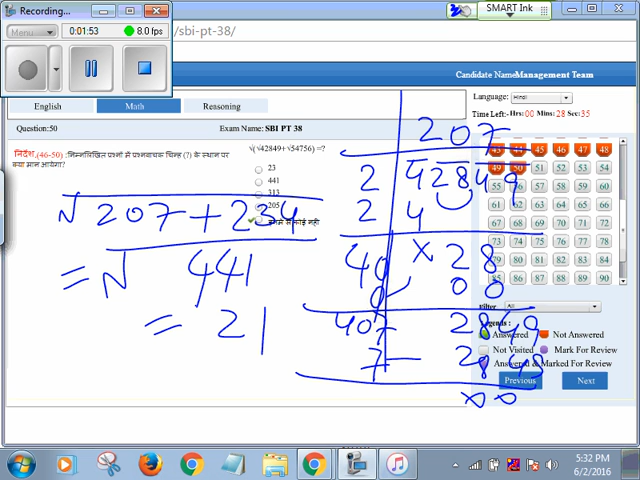 Recording...
SMART Ink
Menu
0:01:53
8.0 fps
/sbi-pt-38/
Candidate Name Management Team
English
Math
Reasoning
Language: Hindi
Time Left:- Hrs: 00 Mins: 28 Sec: 35
Question:50
Exam Name: SBI PT 38
निर्देश.(46-50) :निम्नलिखित प्रश्नों में प्रश्नवाचक चिन्ह (?) के स्थान पर
क्या मान आयेगा?
√(√42849+√54756) =?
23
441
313
205
इनमें से कोई नहीं
√207+234
=√441
= 21
207
2 42849
2 4
40 ×28
0 00
407 2849
7 2849
××
43 44 45 46 47 48
49 50 51 52 53 54
55 56 57 58 59 60
61 62 63 64 65 66
67 68 69 70 71 72
73 74 75 76 77 78
79 80 81 82 83 84
85 86 87 88 89 90
Filter All
Legends :
Answered Not Answered
Not Visited Mark For Review
Answered & Marked For Review
Previous Next
5:32 PM
6/2/2016